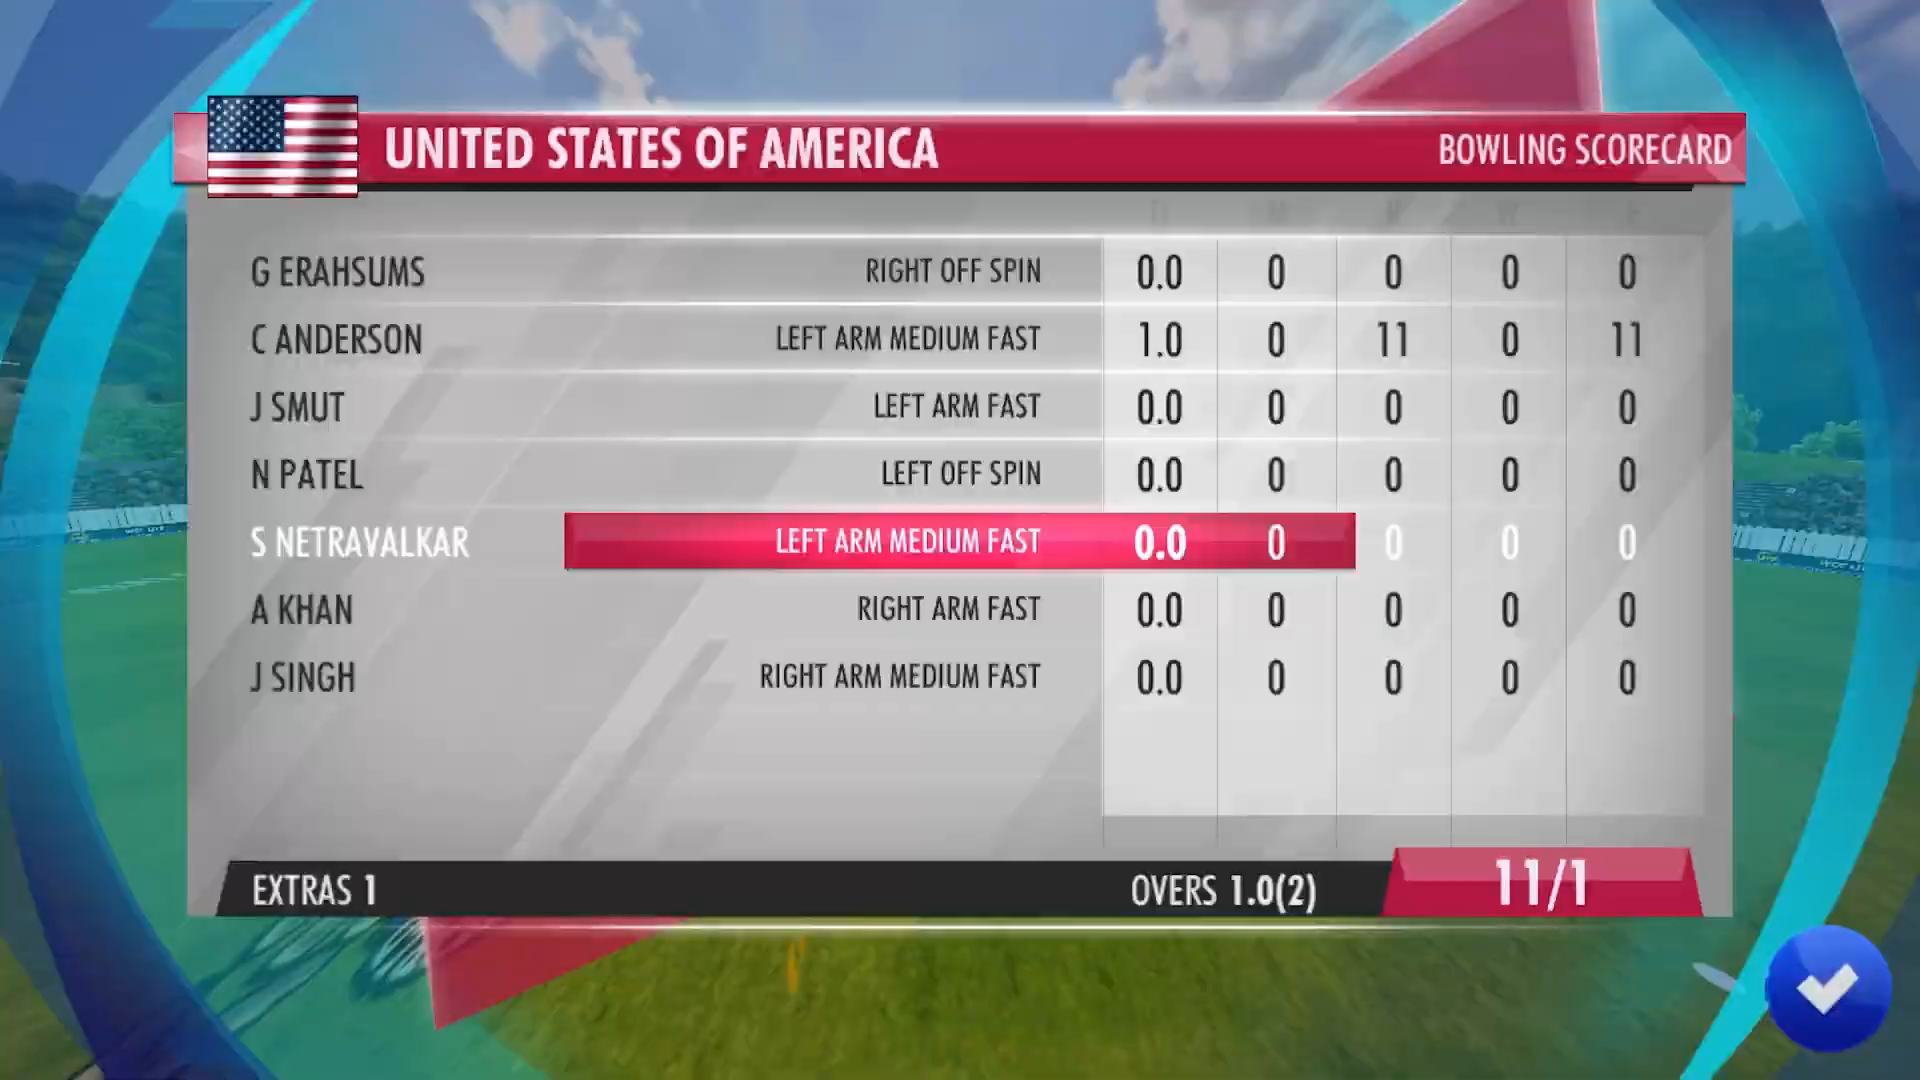 UNITED STATES OF AMERICA BOWLING SCORECARD
O M R W E
G ERAHSUMS RIGHT OFF SPIN 0.0 0 0 0 0
C ANDERSON LEFT ARM MEDIUM FAST 1.0 0 11 0 11
J SMUT LEFT ARM FAST 0.0 0 0 0 0
N PATEL LEFT OFF SPIN 0.0 0 0 0 0
S NETRAVALKAR LEFT ARM MEDIUM FAST 0.0 0 0 0 0
A KHAN RIGHT ARM FAST 0.0 0 0 0 0
J SINGH RIGHT ARM MEDIUM FAST 0.0 0 0 0 0
EXTRAS 1 OVERS 1.0(2) 11/1